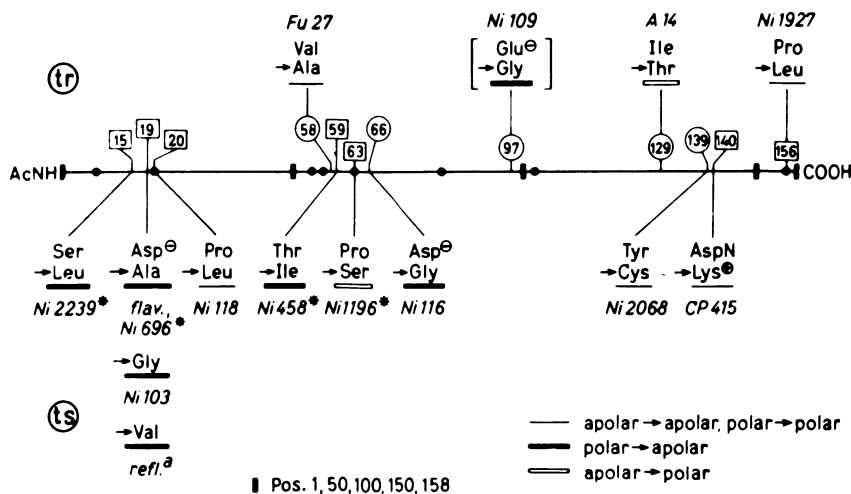 Fu 27 Ni 109 A 14 Ni 1927
Val Glu⊖ Ile Pro
tr →Ala [→Gly] →Thr →Leu
15 19 20 58 59 63 66 97 129 139 140 156
AcNH COOH
Ser Asp⊖ Pro Thr Pro Asp⊖ Tyr AspN
→Leu →Ala →Leu →Ile →Ser →Gly →Cys →Lys⊕
Ni 2239* flav., Ni 118 Ni 458* Ni 1196* Ni 116 Ni 2068 CP 415
Ni 696*
→Gly
Ni 103
ts →Val
refl.a
apolar→apolar, polar→polar
polar→apolar
apolar→polar
Pos. 1, 50, 100, 150, 158